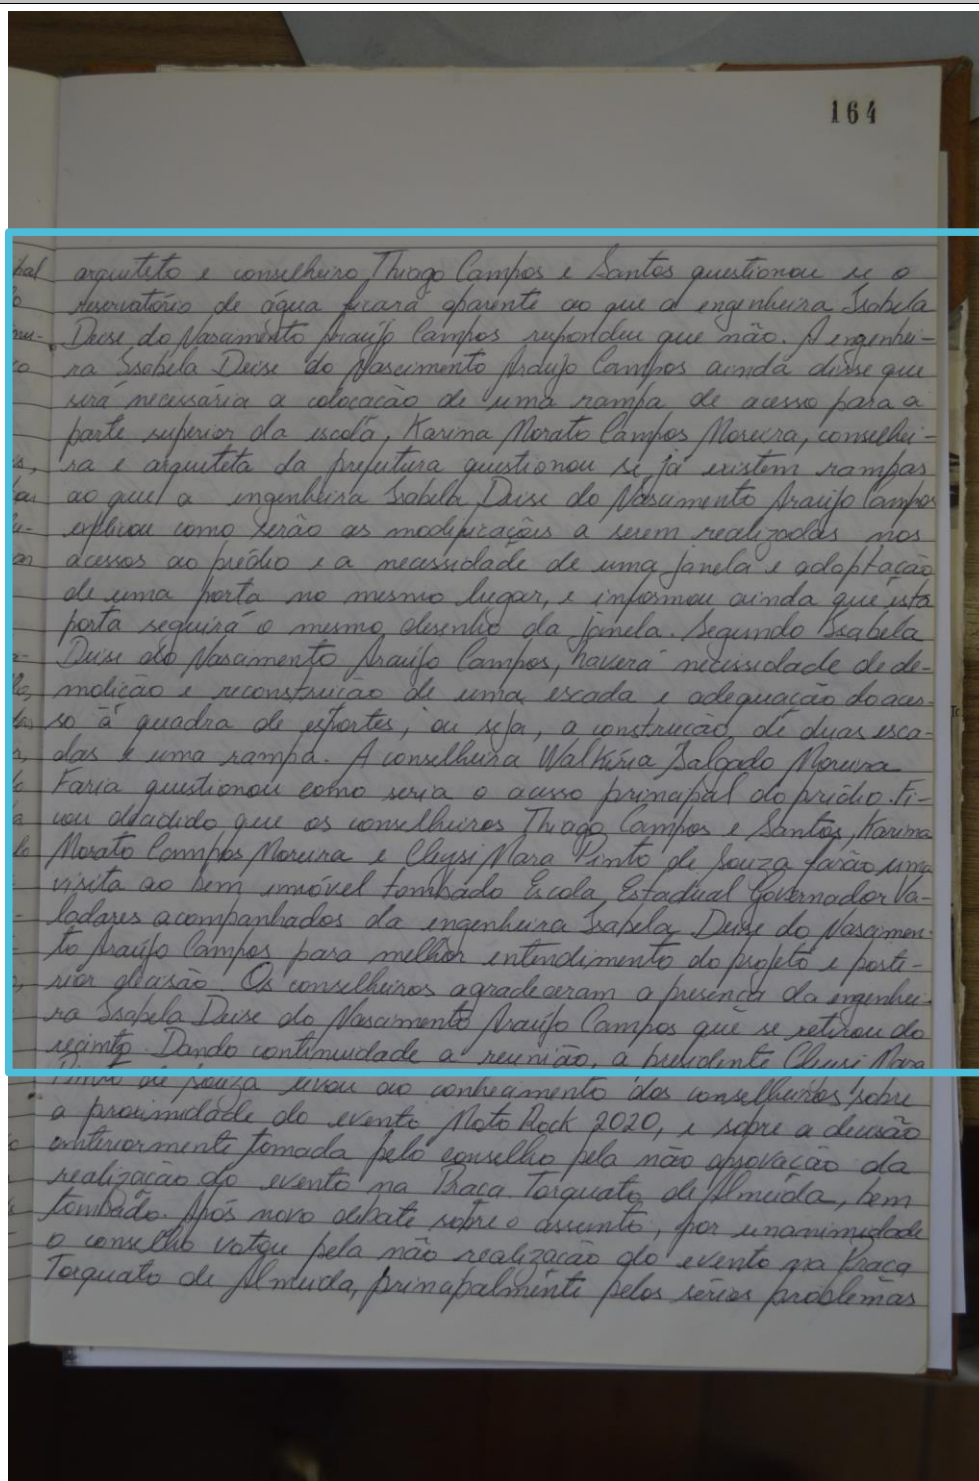 164
arquiteto e conselheiro Thiago Campos e Santos questionou se o
reservatório de água ficará aparente ao que a engenheira Isabela
Deise do Nascimento Araújo Campos respondeu que não. A engenhei-
ra Isabela Deise do Nascimento Araújo Campos ainda disse que
será necessária a colocação de uma rampa de acesso para a
parte superior da escola, Karina Morato Campos Moreira, conselhei-
ra e arquiteta da prefeitura questionou se já existem rampas
ao que a engenheira Isabela Deise do Nascimento Araújo Campos
explicou como serão as modificações a serem realizadas nos
acessos ao prédio e a necessidade de uma janela e adaptação
de uma porta no mesmo lugar, e informou ainda que esta
porta seguirá o mesmo desenho da janela. Segundo Isabela
Deise do Nascimento Araújo Campos, haverá necessidade de de-
molição e reconstrução de uma escada e adequação do aces-
so à quadra de esportes, ou seja, a construção de duas esca-
das e uma rampa. A conselheira Walkíria Salgado Moreira
Faria questionou como seria o acesso principal do prédio. Fi-
cou decidido que os conselheiros Thiago Campos e Santos, Karina
Morato Campos Moreira e Cleysi Mara Pinto de Souza farão uma
visita ao bem imóvel tombado Escola Estadual Governador Va-
ladares acompanhados da engenheira Isabela Deise do Nascimen-
to Araújo Campos para melhor entendimento do projeto e poste-
rior decisão. Os conselheiros agradeceram a presença da engenhei-
ra Isabela Deise do Nascimento Araújo Campos que se retirou do
recinto. Dando continuidade a reunião, a presidente Cleysi Mara
Pinto de Souza levou ao conhecimento dos conselheiros sobre
a proximidade do evento Moto Rock 2020, e sobre a decisão
anteriormente tomada pelo conselho pela não aprovação da
realização do evento na Praça Torquato de Almeida, bem
tombado. Após novo debate sobre o assunto, por unanimidade
o conselho votou pela não realização do evento na Praça
Torquato de Almeida, principalmente pelos sérios problemas